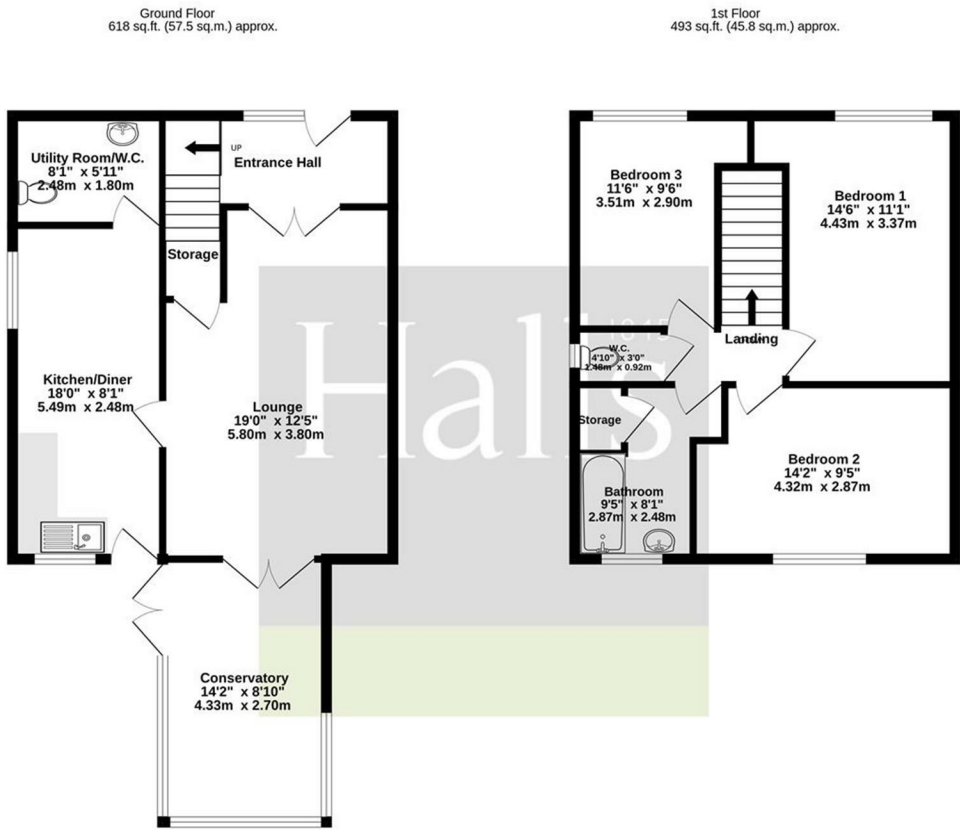 Ground Floor
618 sq.ft. (57.5 sq.m.) approx.
1st Floor
493 sq.ft. (45.8 sq.m.) approx.
Utility Room/W.C.
8'1" x 5'11"
2.48m x 1.80m
UP
Entrance Hall
Storage
Kitchen/Diner
18'0" x 8'1"
5.49m x 2.48m
Lounge
19'0" x 12'5"
5.80m x 3.80m
Conservatory
14'2" x 8'10"
4.33m x 2.70m
Halls
1845
Bedroom 3
11'6" x 9'6"
3.51m x 2.90m
Bedroom 1
14'6" x 11'1"
4.43m x 3.37m
Landing
W.C.
4'10" x 3'0"
1.48m x 0.92m
Storage
Bathroom
9'5" x 8'1"
2.87m x 2.48m
Bedroom 2
14'2" x 9'5"
4.32m x 2.87m